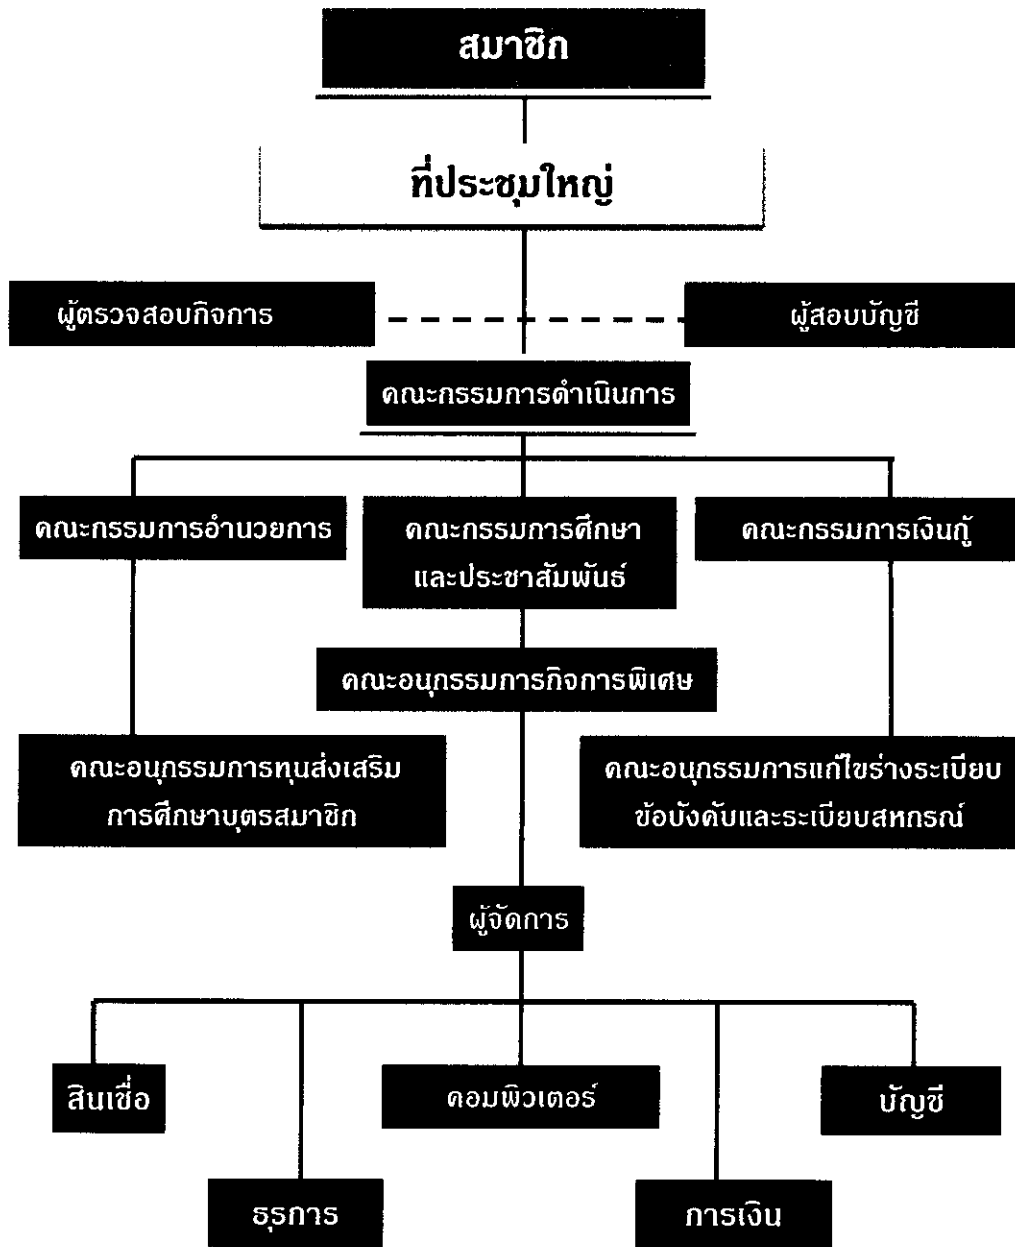 สมาชิก
ที่ประชุมใหญ่
ผู้ตรวจสอบกิจการ
ผู้สอบบัญชี
คณะกรรมการดำเนินการ
คณะกรรมการอำนวยการ
คณะกรรมการศึกษา
และประชาสัมพันธ์
คณะกรรมการเงินกู้
คณะอนุกรรมการกิจการพิเศษ
คณะอนุกรรมการทุนส่งเสริม
การศึกษาบุตรสมาชิก
คณะอนุกรรมการแก้ไขร่างระเบียบ
ข้อบังคับและระเบียบสหกรณ์
ผู้จัดการ
สินเชื่อ
คอมพิวเตอร์
บัญชี
ธุรการ
การเงิน